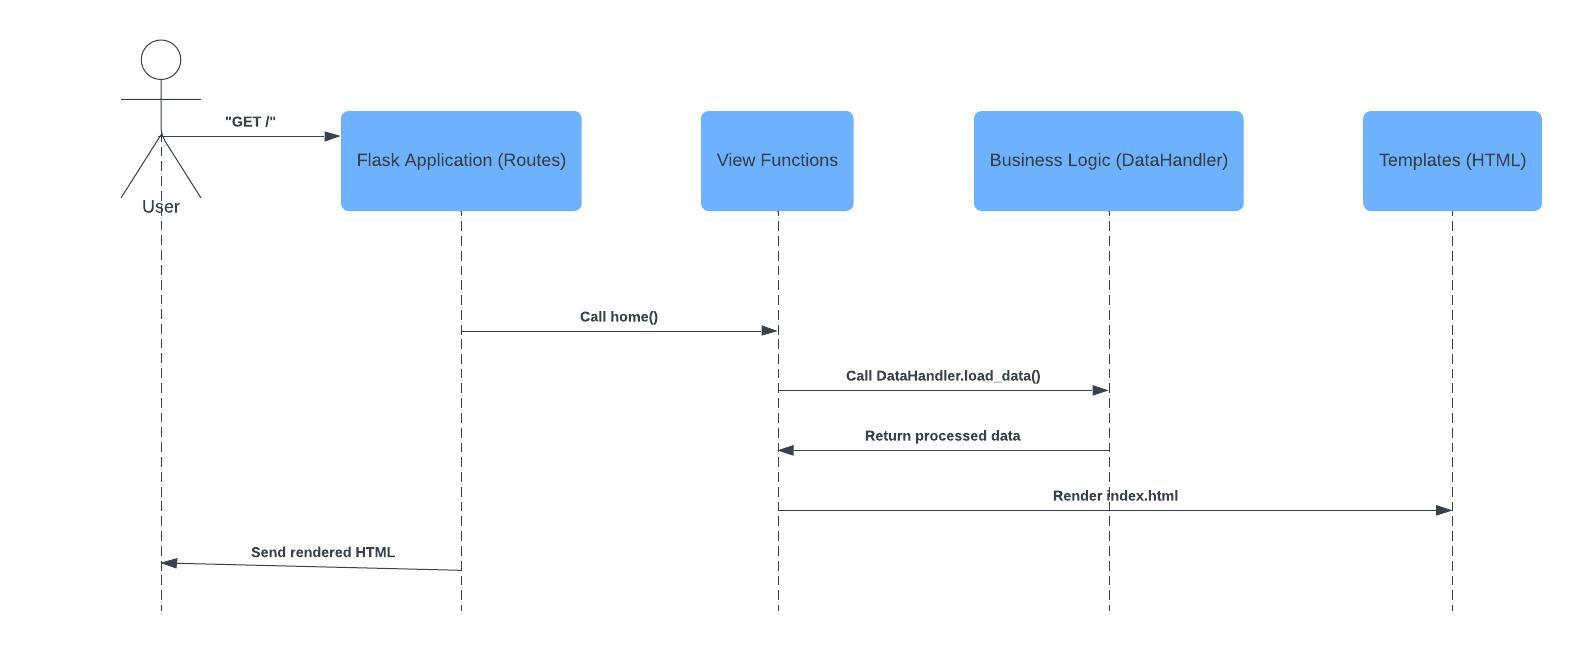 "GET /"
Flask Application (Routes)
View Functions
Business Logic (DataHandler)
Templates (HTML)
User
Call home()
Call DataHandler.load_data()
Return processed data
Render index.html
Send rendered HTML